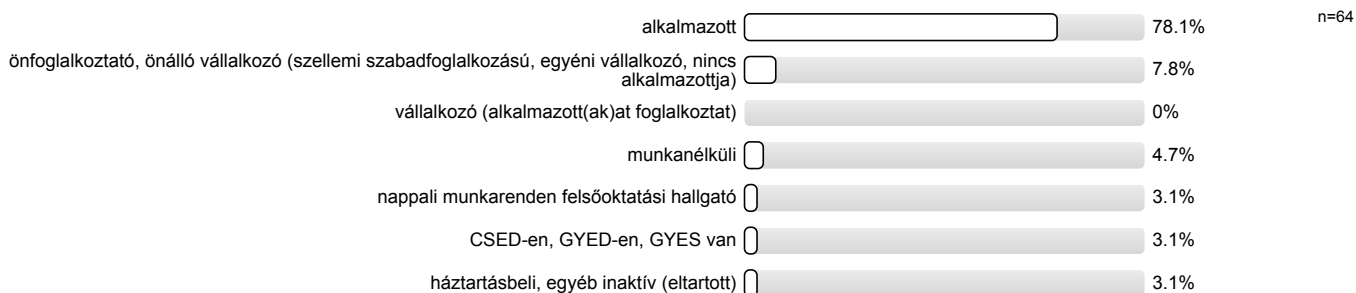 alkalmazott 78.1% n=64
önfoglalkoztató, önálló vállalkozó (szellemi szabadfoglalkozású, egyéni vállalkozó, nincs
alkalmazottja) 7.8%
vállalkozó (alkalmazott(ak)at foglalkoztat) 0%
munkanélküli 4.7%
nappali munkarenden felsőoktatási hallgató 3.1%
CSED-en, GYED-en, GYES van 3.1%
háztartásbeli, egyéb inaktív (eltartott) 3.1%